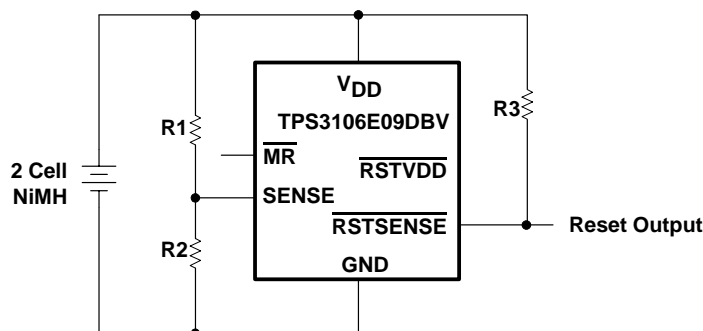 V_DD
TPS3106E09DBV
R3
R1
MR
2 Cell
NiMH
RSTVDD
SENSE
RSTSENSE
Reset Output
R2
GND